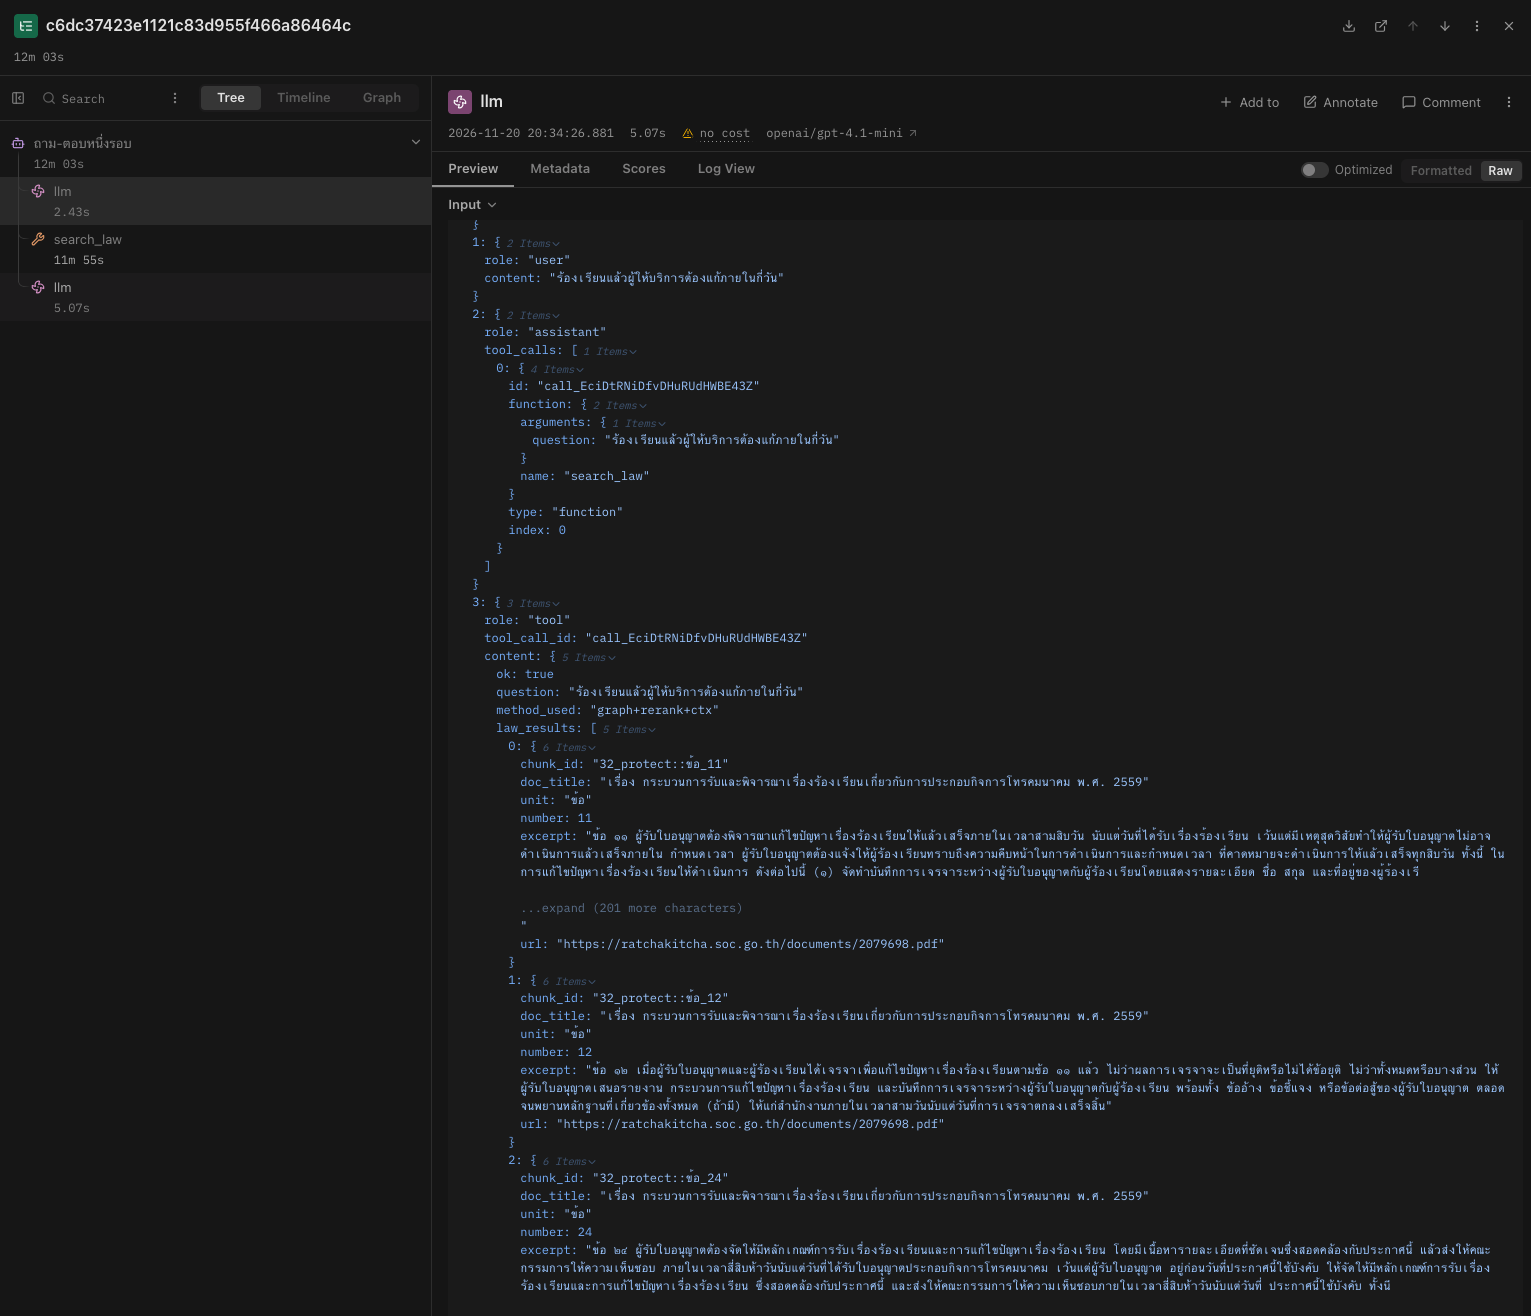 c6dc37423e1121c83d955f466a86464c
12m 03s
Search
Tree
Timeline
Graph
ถาม-ตอบหนึ่งรอบ
12m 03s
llm
2.43s
search_law
11m 55s
llm
5.07s
llm
Add to
Annotate
Comment
2026-11-20 20:34:26.881 5.07s no cost openai/gpt-4.1-mini
Preview
Metadata
Scores
Log View
Optimized
Formatted
Raw
Input
}
1: { 2 Items
role: "user"
content: "ร้องเรียนแล้วผู้ให้บริการต้องแก้ภายในกี่วัน"
}
2: { 2 Items
role: "assistant"
tool_calls: [ 1 Items
0: { 4 Items
id: "call_EciDtRNiDfvDHuRUdHWBE43Z"
function: { 2 Items
arguments: { 1 Items
question: "ร้องเรียนแล้วผู้ให้บริการต้องแก้ภายในกี่วัน"
}
name: "search_law"
}
type: "function"
index: 0
}
]
}
3: { 3 Items
role: "tool"
tool_call_id: "call_EciDtRNiDfvDHuRUdHWBE43Z"
content: { 5 Items
ok: true
question: "ร้องเรียนแล้วผู้ให้บริการต้องแก้ภายในกี่วัน"
method_used: "graph+rerank+ctx"
law_results: [ 5 Items
0: { 6 Items
chunk_id: "32_protect::ข้อ_11"
doc_title: "เรื่อง กระบวนการรับและพิจารณาเรื่องร้องเรียนเกี่ยวกับการประกอบกิจการโทรคมนาคม พ.ศ. 2559"
unit: "ข้อ"
number: 11
excerpt: "ข้อ ๑๑ ผู้รับใบอนุญาตต้องพิจารณาแก้ไขปัญหาเรื่องร้องเรียนให้แล้วเสร็จภายในเวลาสามสิบวัน นับแต่วันที่ได้รับเรื่องร้องเรียน เว้นแต่มีเหตุสุดวิสัยทำให้ผู้รับใบอนุญาตไม่อาจ
ดำเนินการแล้วเสร็จภายใน กำหนดเวลา ผู้รับใบอนุญาตต้องแจ้งให้ผู้ร้องเรียนทราบถึงความคืบหน้าในการดำเนินการและกำหนดเวลา ที่คาดหมายจะดำเนินการให้แล้วเสร็จทุกสิบวัน ทั้งนี้ ใน
การแก้ไขปัญหาเรื่องร้องเรียนให้ดำเนินการ ดังต่อไปนี้ (๑) จัดทำบันทึกการเจรจาระหว่างผู้รับใบอนุญาตกับผู้ร้องเรียนโดยแสดงรายละเอียด ชื่อ สกุล และที่อยู่ของผู้ร้องเรี
...expand (201 more characters)
"
url: "https://ratchakitcha.soc.go.th/documents/2079698.pdf"
}
1: { 6 Items
chunk_id: "32_protect::ข้อ_12"
doc_title: "เรื่อง กระบวนการรับและพิจารณาเรื่องร้องเรียนเกี่ยวกับการประกอบกิจการโทรคมนาคม พ.ศ. 2559"
unit: "ข้อ"
number: 12
excerpt: "ข้อ ๑๒ เมื่อผู้รับใบอนุญาตและผู้ร้องเรียนได้เจรจาเพื่อแก้ไขปัญหาเรื่องร้องเรียนตามข้อ ๑๑ แล้ว ไม่ว่าผลการเจรจาจะเป็นที่ยุติหรือไม่ได้ข้อยุติ ไม่ว่าทั้งหมดหรือบางส่วน ให้
ผู้รับใบอนุญาตเสนอรายงาน กระบวนการแก้ไขปัญหาเรื่องร้องเรียน และบันทึกการเจรจาระหว่างผู้รับใบอนุญาตกับผู้ร้องเรียน พร้อมทั้ง ข้ออ้าง ข้อชี้แจง หรือข้อต่อสู้ของผู้รับใบอนุญาต ตลอด
จนพยานหลักฐานที่เกี่ยวข้องทั้งหมด (ถ้ามี) ให้แก่สำนักงานภายในเวลาสามวันนับแต่วันที่การเจรจาตกลงเสร็จสิ้น"
url: "https://ratchakitcha.soc.go.th/documents/2079698.pdf"
}
2: { 6 Items
chunk_id: "32_protect::ข้อ_24"
doc_title: "เรื่อง กระบวนการรับและพิจารณาเรื่องร้องเรียนเกี่ยวกับการประกอบกิจการโทรคมนาคม พ.ศ. 2559"
unit: "ข้อ"
number: 24
excerpt: "ข้อ ๒๔ ผู้รับใบอนุญาตต้องจัดให้มีหลักเกณฑ์การรับเรื่องร้องเรียนและการแก้ไขปัญหาเรื่องร้องเรียน โดยมีเนื้อหารายละเอียดที่ชัดเจนซึ่งสอดคล้องกับประกาศนี้ แล้วส่งให้คณะ
กรรมการให้ความเห็นชอบ ภายในเวลาสี่สิบห้าวันนับแต่วันที่ได้รับใบอนุญาตประกอบกิจการโทรคมนาคม เว้นแต่ผู้รับใบอนุญาต อยู่ก่อนวันที่ประกาศนี้ใช้บังคับ ให้จัดให้มีหลักเกณฑ์การรับเรื่อง
ร้องเรียนและการแก้ไขปัญหาเรื่องร้องเรียน ซึ่งสอดคล้องกับประกาศนี้ และส่งให้คณะกรรมการให้ความเห็นชอบภายในเวลาสี่สิบห้าวันนับแต่วันที่ ประกาศนี้ใช้บังคับ ทั้งนี้